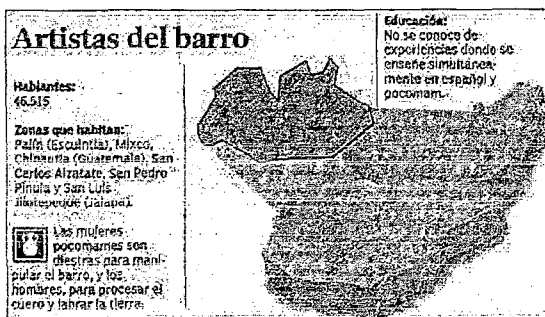 Artistas del barro
Hablantes:
46,515
Zonas que habitan:
Palín (Escuintla), Mixco,
Chinautla (Guatemala), San
Carlos Alzatate, San Pedro
Pinula y San Luis
Jilotepeque (Jalapa).
Las mujeres
pocomames son
diestras para mani-
pular el barro, y los
hombres, para procesar el
cuero y labrar la tierra.
Educación:
No se conoce de
experiencias donde se
enseñe simultánea-
mente en español y
pocomam.